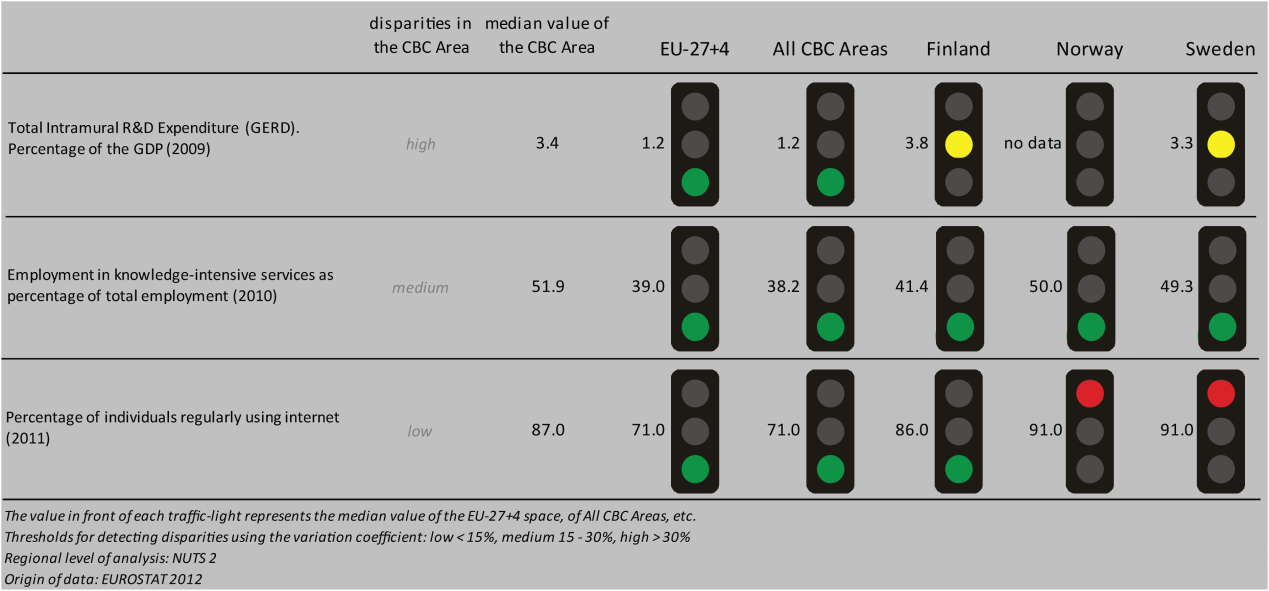 disparities in
the CBC Area
median value of
the CBC Area
EU-27+4
All CBC Areas
Finland
Norway
Sweden
Total Intramural R&D Expenditure (GERD).
Percentage of the GDP (2009)
high
3.4
1.2
1.2
3.8
no data
3.3
Employment in knowledge-intensive services as
percentage of total employment (2010)
medium
51.9
39.0
38.2
41.4
50.0
49.3
Percentage of individuals regularly using internet
(2011)
low
87.0
71.0
71.0
86.0
91.0
91.0
The value in front of each traffic-light represents the median value of the EU-27+4 space, of All CBC Areas, etc.
Thresholds for detecting disparities using the variation coefficient: low < 15%, medium 15 - 30%, high > 30%
Regional level of analysis: NUTS 2
Origin of data: EUROSTAT 2012